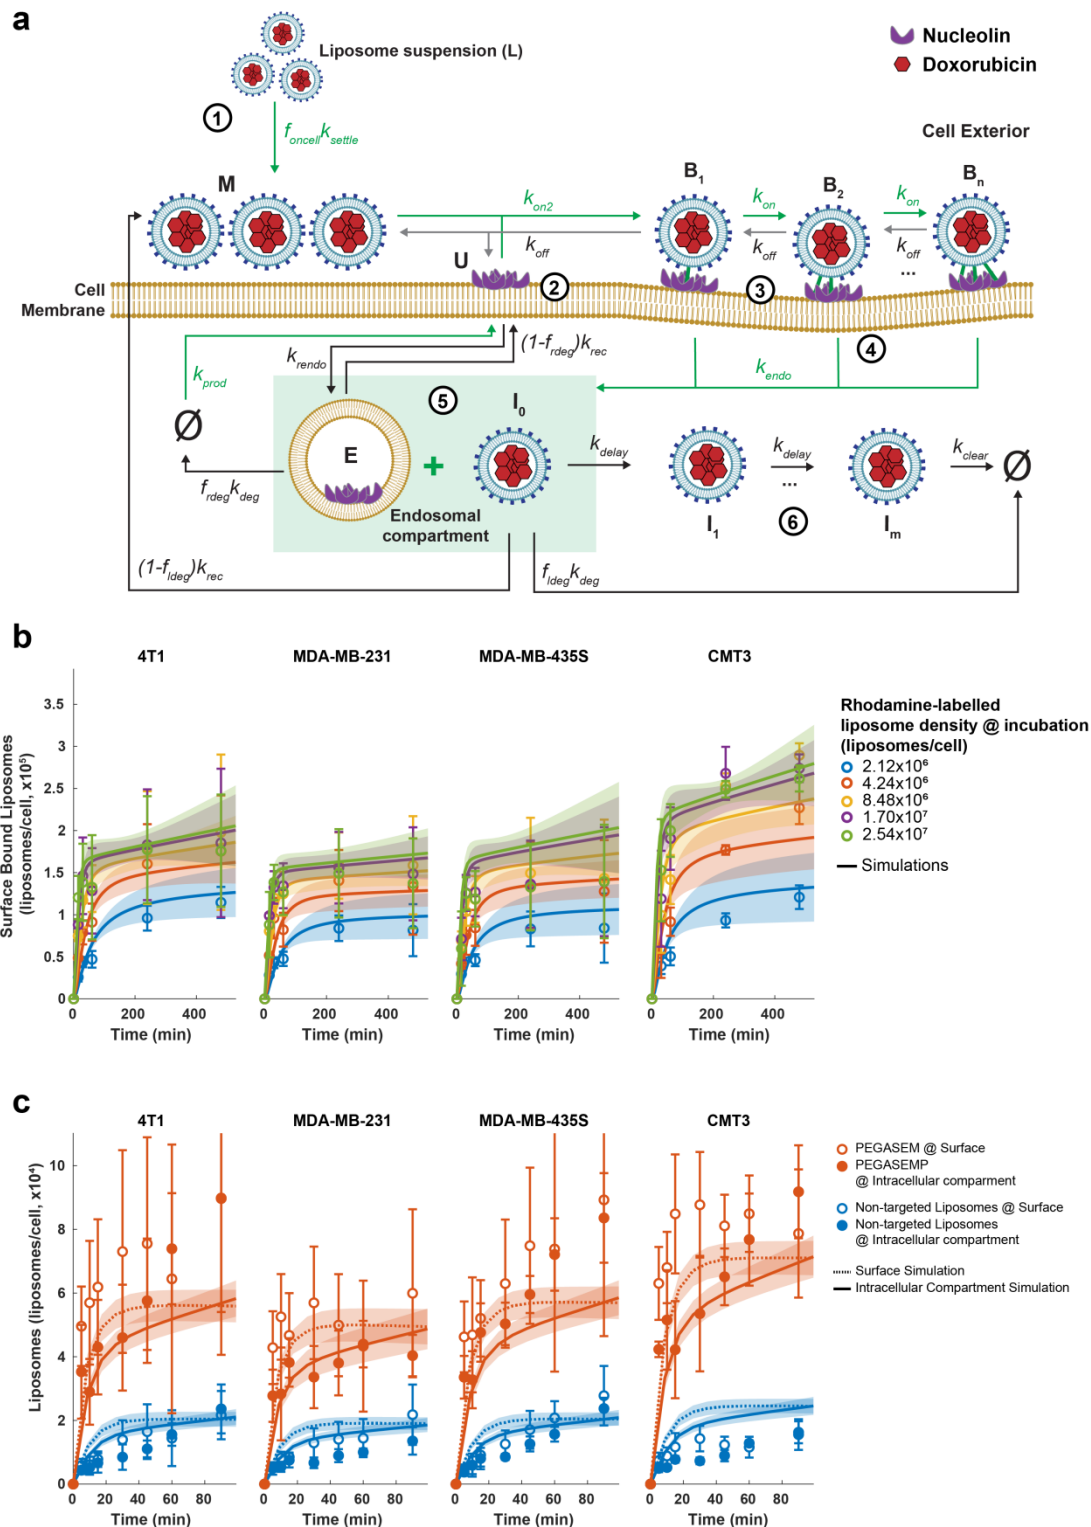 a
Liposome suspension (L)
Nucleolin
Doxorubicin
1
f_oncell k_settle
Cell Exterior
M
B_1
B_2
B_n
k_on2
k_on
k_on
k_off
k_off
k_off
...
U
Cell
Membrane
2
3
4
k_rendo
(1-f_rdeg)k_rec
k_prod
k_endo
5
I_0
Ø
E
+
k_delay
k_delay
...
k_clear
Ø
f_rdeg k_deg
Endosomal
compartment
I_1
6
I_m
(1-f_ldeg)k_rec
f_ldeg k_deg
b
4T1
MDA-MB-231
MDA-MB-435S
CMT3
Surface Bound Liposomes
(liposomes/cell, x10⁵)
3.5
3
2.5
2
1.5
1
0.5
0
0 200 400
0 200 400
0 200 400
0 200 400
Time (min)
Time (min)
Time (min)
Time (min)
Rhodamine-labelled
liposome density @ incubation
(liposomes/cell)
2.12x10⁶
4.24x10⁶
8.48x10⁶
1.70x10⁷
2.54x10⁷
Simulations
c
4T1
MDA-MB-231
MDA-MB-435S
CMT3
Liposomes (liposomes/cell, x10⁴)
10
8
6
4
2
0
0 20 40 60 80
0 20 40 60 80
0 20 40 60 80
0 20 40 60 80
Time (min)
Time (min)
Time (min)
Time (min)
PEGASEM @ Surface
PEGASEMP
@ Intracellular comparment
Non-targeted Liposomes @ Surface
Non-targeted Liposomes
@ Intracellular compartment
Surface Simulation
Intracellular Compartment Simulation